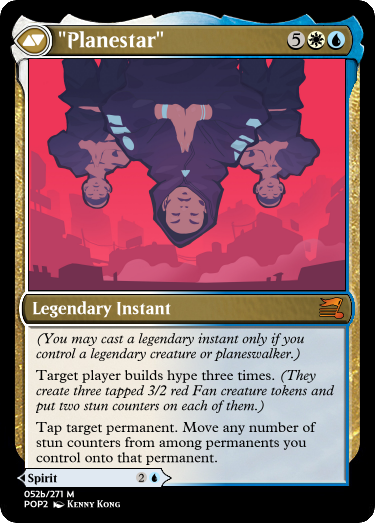 "Planestar" 5
Legendary Instant
(You may cast a legendary instant only if you
control a legendary creature or planeswalker.)
Target player builds hype three times. (They
create three tapped 3/2 red Fan creature tokens and
put two stun counters on each of them.)
Tap target permanent. Move any number of
stun counters from among permanents you
control onto that permanent.
Spirit 2
052b/271 M
POP2 Kenny Kong